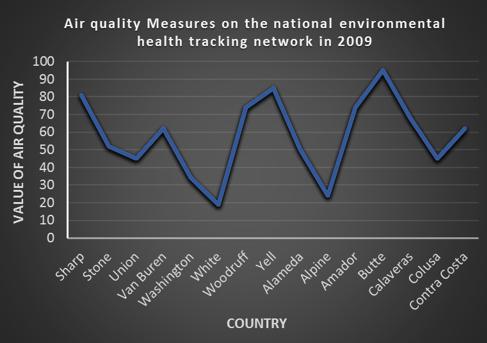 Air quality Measures on the national environmental
health tracking network in 2009
VALUE OF AIR QUALITY
100
90
80
70
60
50
40
30
20
10
0
Sharp
Stone
Union
Van Buren
Washington
White
Woodruff
Yell
Alameda
Alpine
Amador
Butte
Calaveras
Colusa
Contra Costa
COUNTRY